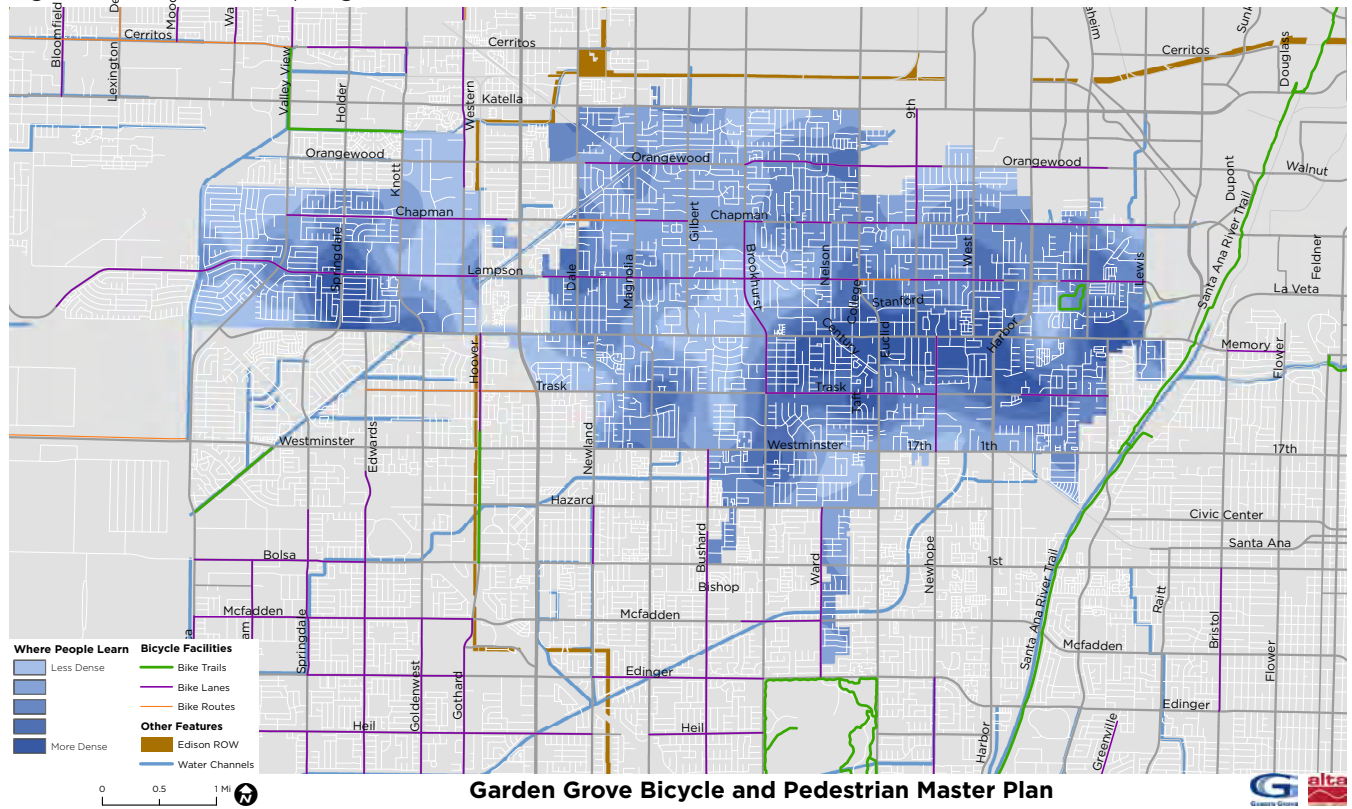 Bloomfield
Lexington
Cerritos
Valley View
Holder
Western
Katella
Cerritos
9th
Cerritos
Douglass
Orangewood
Knott
Orangewood
Orangewood
Walnut
Dupont
Chapman
Gilbert
Chapman
Springdale
Lampson
Dale
Magnolia
Brookhurst
Nelson
College
West
Lewis
Santa Ana River Trail
Feldner
La Veta
Stanford
Century
Euclid
Harbor
Memory
Flower
Hoover
Trask
Trask
Taft
Westminster
Edwards
Newland
Westminster
17th
1th
17th
Hazard
Civic Center
Santa Ana
Bolsa
Bushard
Bishop
Ward
Newhope
1st
Santa Ana River Trail
Raitt
Bristol
Mcfadden
am
Springdale
Mcfadden
Mcfadden
Flower
Goldenwest
Gothard
Edinger
Edinger
Heil
Heil
Harbor
Greenville
Where People Learn
Less Dense
More Dense
Bicycle Facilities
Bike Trails
Bike Lanes
Bike Routes
Other Features
Edison ROW
Water Channels
0 0.5 1 Mi
N
Garden Grove Bicycle and Pedestrian Master Plan
G
GARDEN GROVE
alta